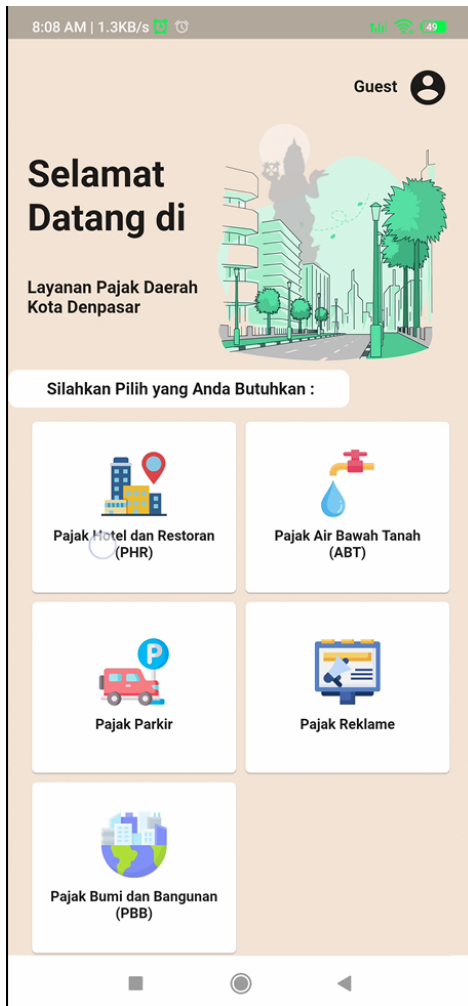 8:08 AM | 1.3KB/s
49
Guest
Selamat
Datang di
Layanan Pajak Daerah
Kota Denpasar
Silahkan Pilih yang Anda Butuhkan :
Pajak Hotel dan Restoran
(PHR)
Pajak Air Bawah Tanah
(ABT)
P
Pajak Parkir
Pajak Reklame
Pajak Bumi dan Bangunan
(PBB)